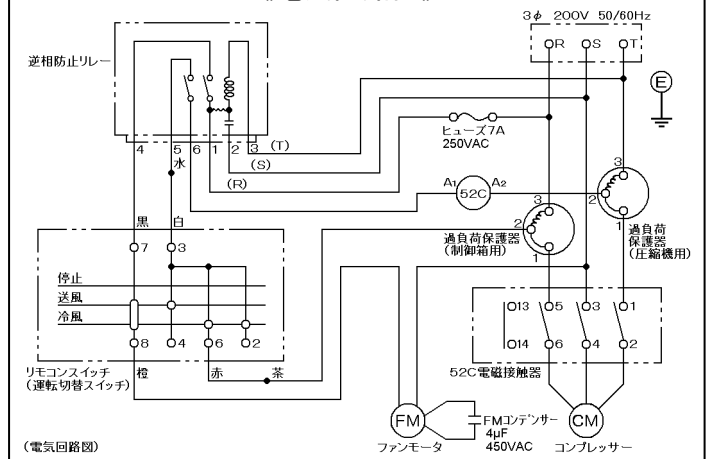 3φ 200V 50/60Hz
R S T
逆相防止リレー
E
ヒューズ7A
250VAC
4 5 6 1 2 3 (T)
水
(S)
(R)
A1 52C A2
3
2
1
過負荷保護器
(圧縮機用)
3
2
1
過負荷保護器
(制御箱用)
黒 白
7 3
停止
送風
冷風
8 4 6 2
リモコンスイッチ
(運転切替スイッチ)
橙 赤 茶
13 5 3 1
14 6 4 2
52C電磁接触器
FM
FMコンデンサー
4μF
450VAC
ファンモータ
CM
コンプレッサー
(電気回路図)